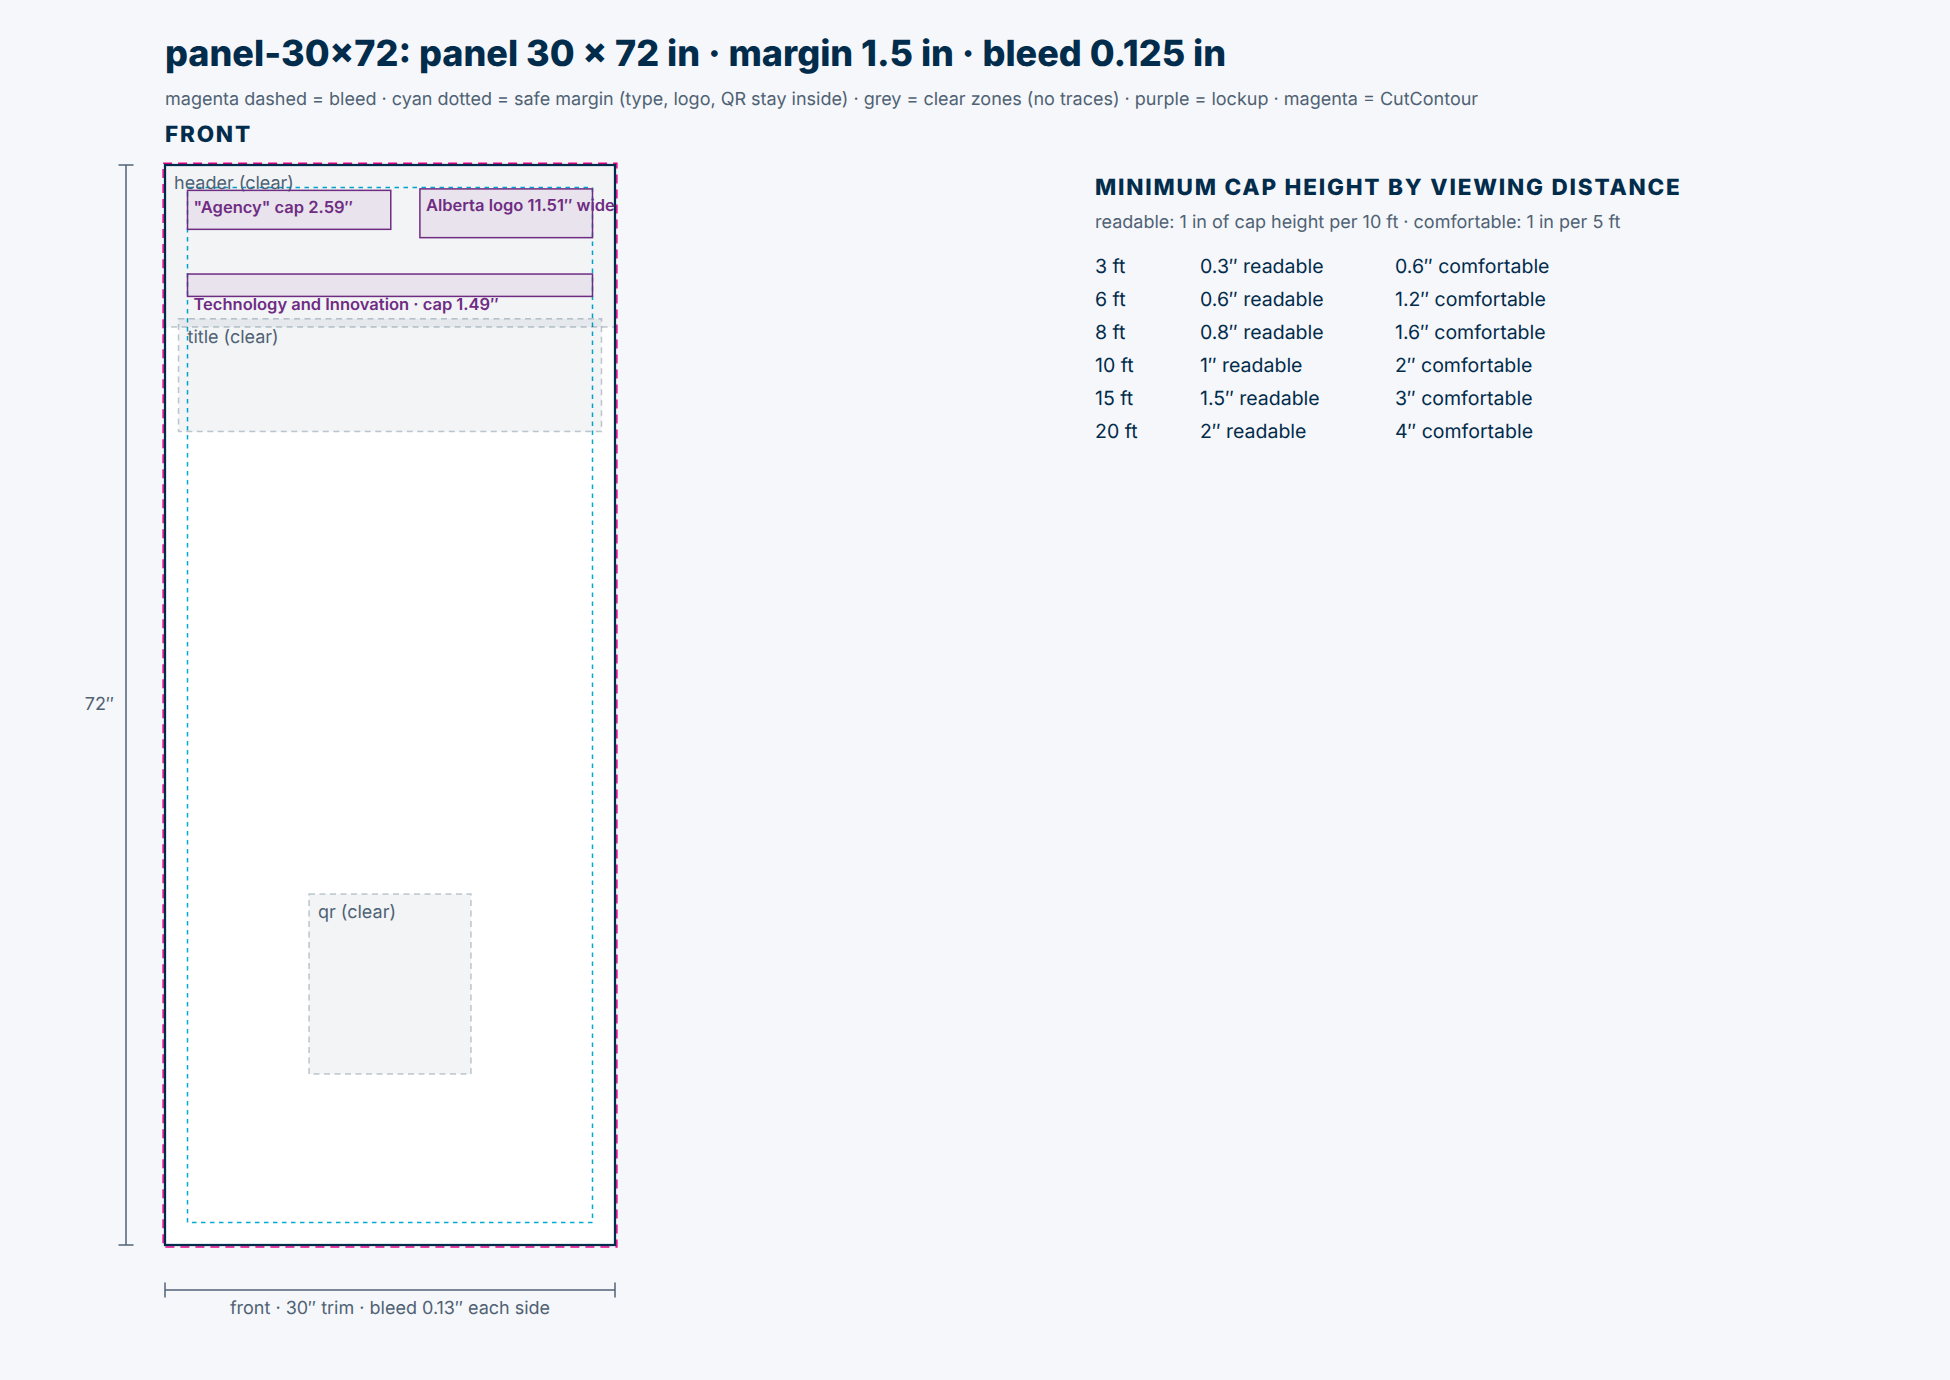 panel-30×72: panel 30 × 72 in · margin 1.5 in · bleed 0.125 in
magenta dashed = bleed · cyan dotted = safe margin (type, logo, QR stay inside) · grey = clear zones (no traces) · purple = lockup · magenta = CutContour
FRONT
header (clear)
"Agency" cap 2.59″
Alberta logo 11.51″ wide
Technology and Innovation · cap 1.49″
title (clear)
72″
qr (clear)
front · 30″ trim · bleed 0.13″ each side
MINIMUM CAP HEIGHT BY VIEWING DISTANCE
readable: 1 in of cap height per 10 ft · comfortable: 1 in per 5 ft
3 ft 0.3″ readable 0.6″ comfortable
6 ft 0.6″ readable 1.2″ comfortable
8 ft 0.8″ readable 1.6″ comfortable
10 ft 1″ readable 2″ comfortable
15 ft 1.5″ readable 3″ comfortable
20 ft 2″ readable 4″ comfortable